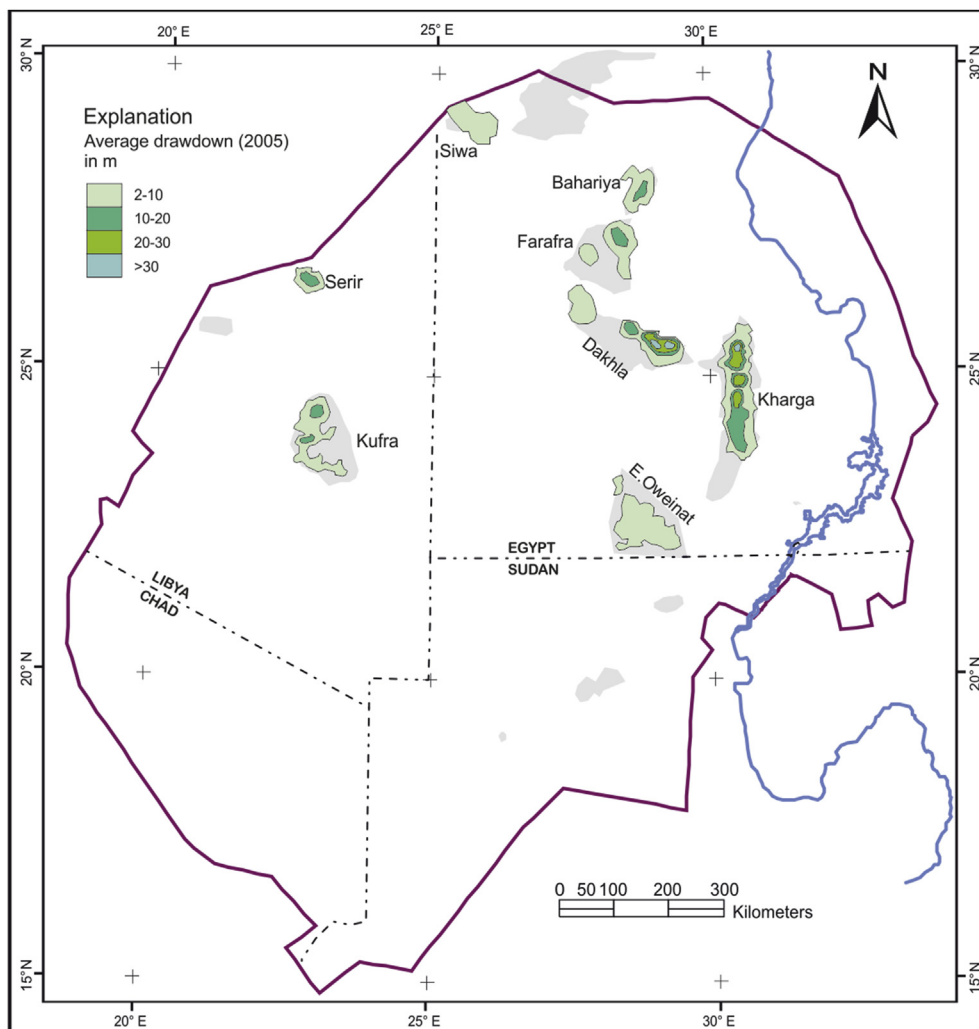 20° E 25° E 30° E
30° N 30° N
N
Explanation
Average drawdown (2005)
in m
2-10
10-20
20-30
>30
Siwa
Bahariya
Farafra
Serir
Dakhla
25° N 25° N
Kharga
Kufra
E.Oweinat
EGYPT
SUDAN
LIBYA
CHAD
20° N 20° N
0 50 100 200 300
Kilometers
15° N 15° N
20° E 25° E 30° E